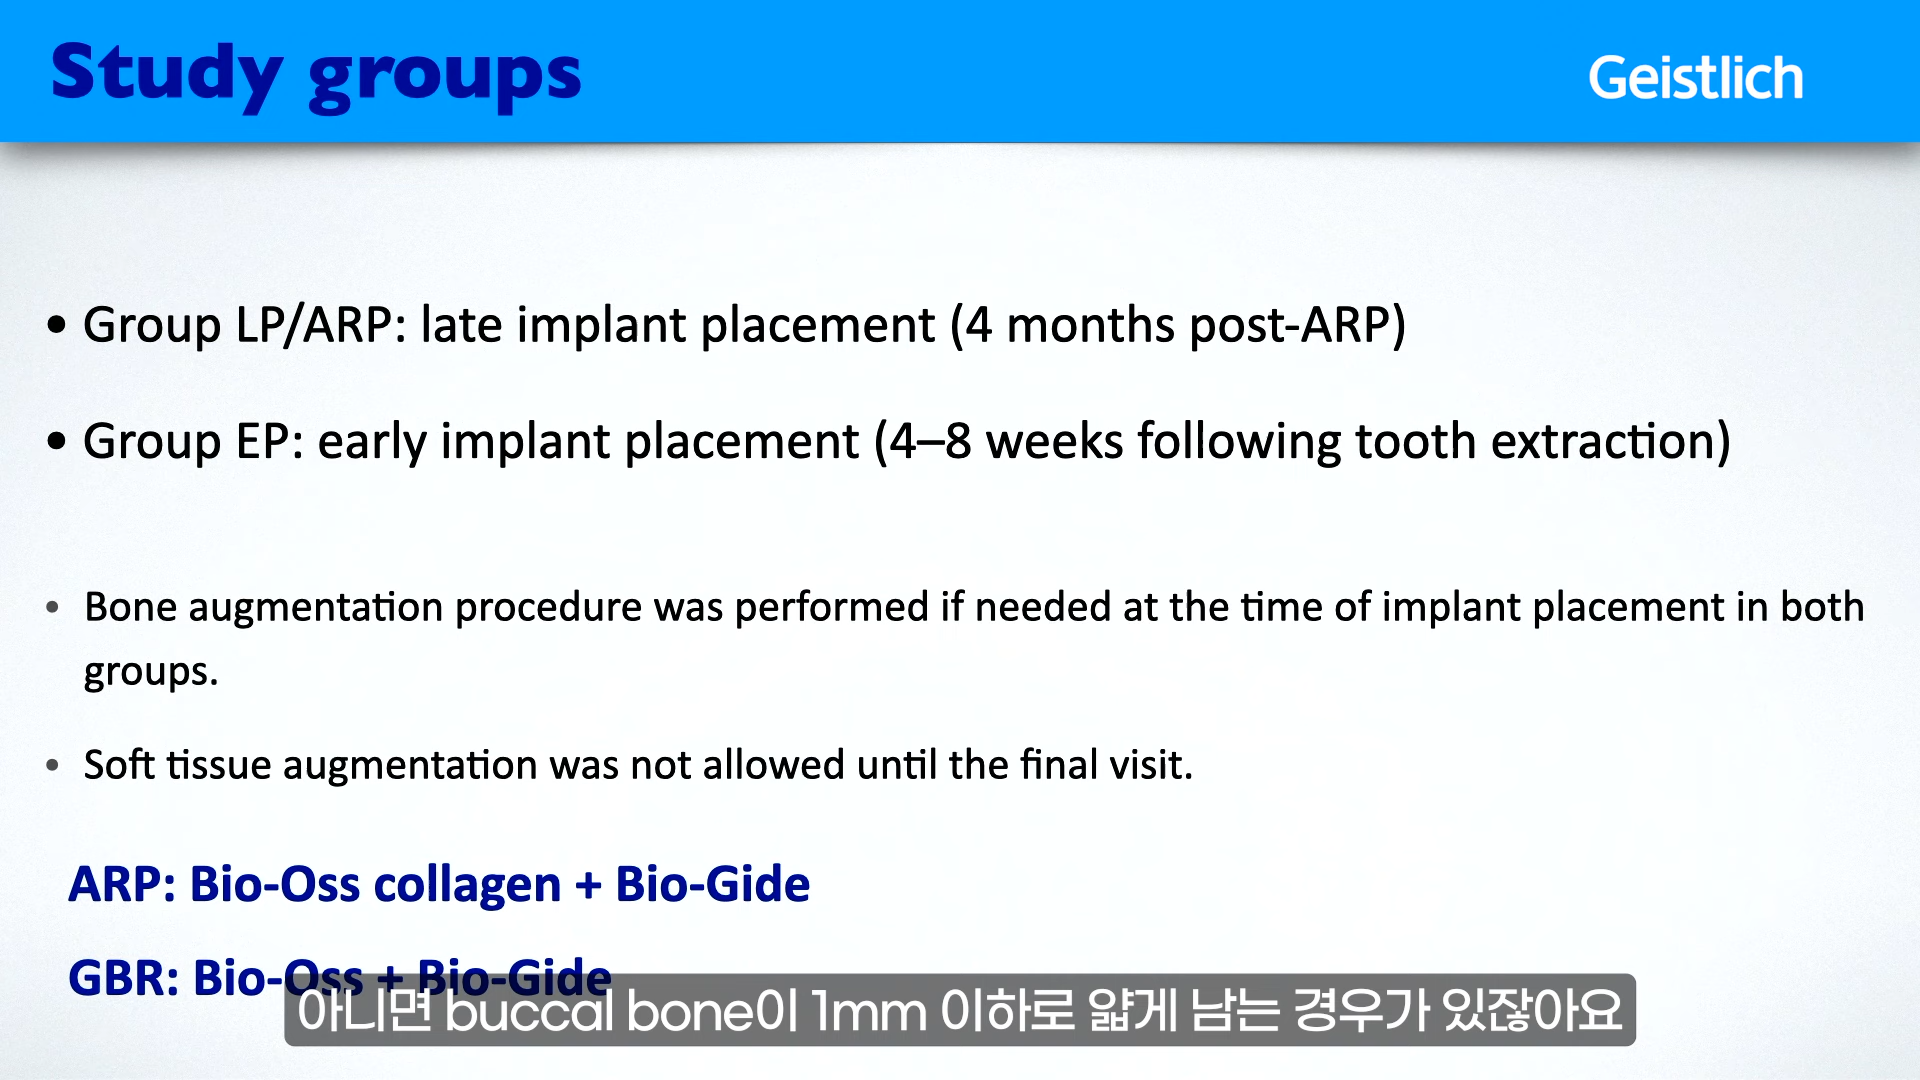 Study groups
Geistlich
• Group LP/ARP: late implant placement (4 months post-ARP)
• Group EP: early implant placement (4–8 weeks following tooth extraction)
• Bone augmentation procedure was performed if needed at the time of implant placement in both
groups.
• Soft tissue augmentation was not allowed until the final visit.
ARP: Bio-Oss collagen + Bio-Gide
GBR: Bio-Oss + Bio-Gide
아니면 buccal bone이 1mm 이하로 얇게 남는 경우가 있잖아요